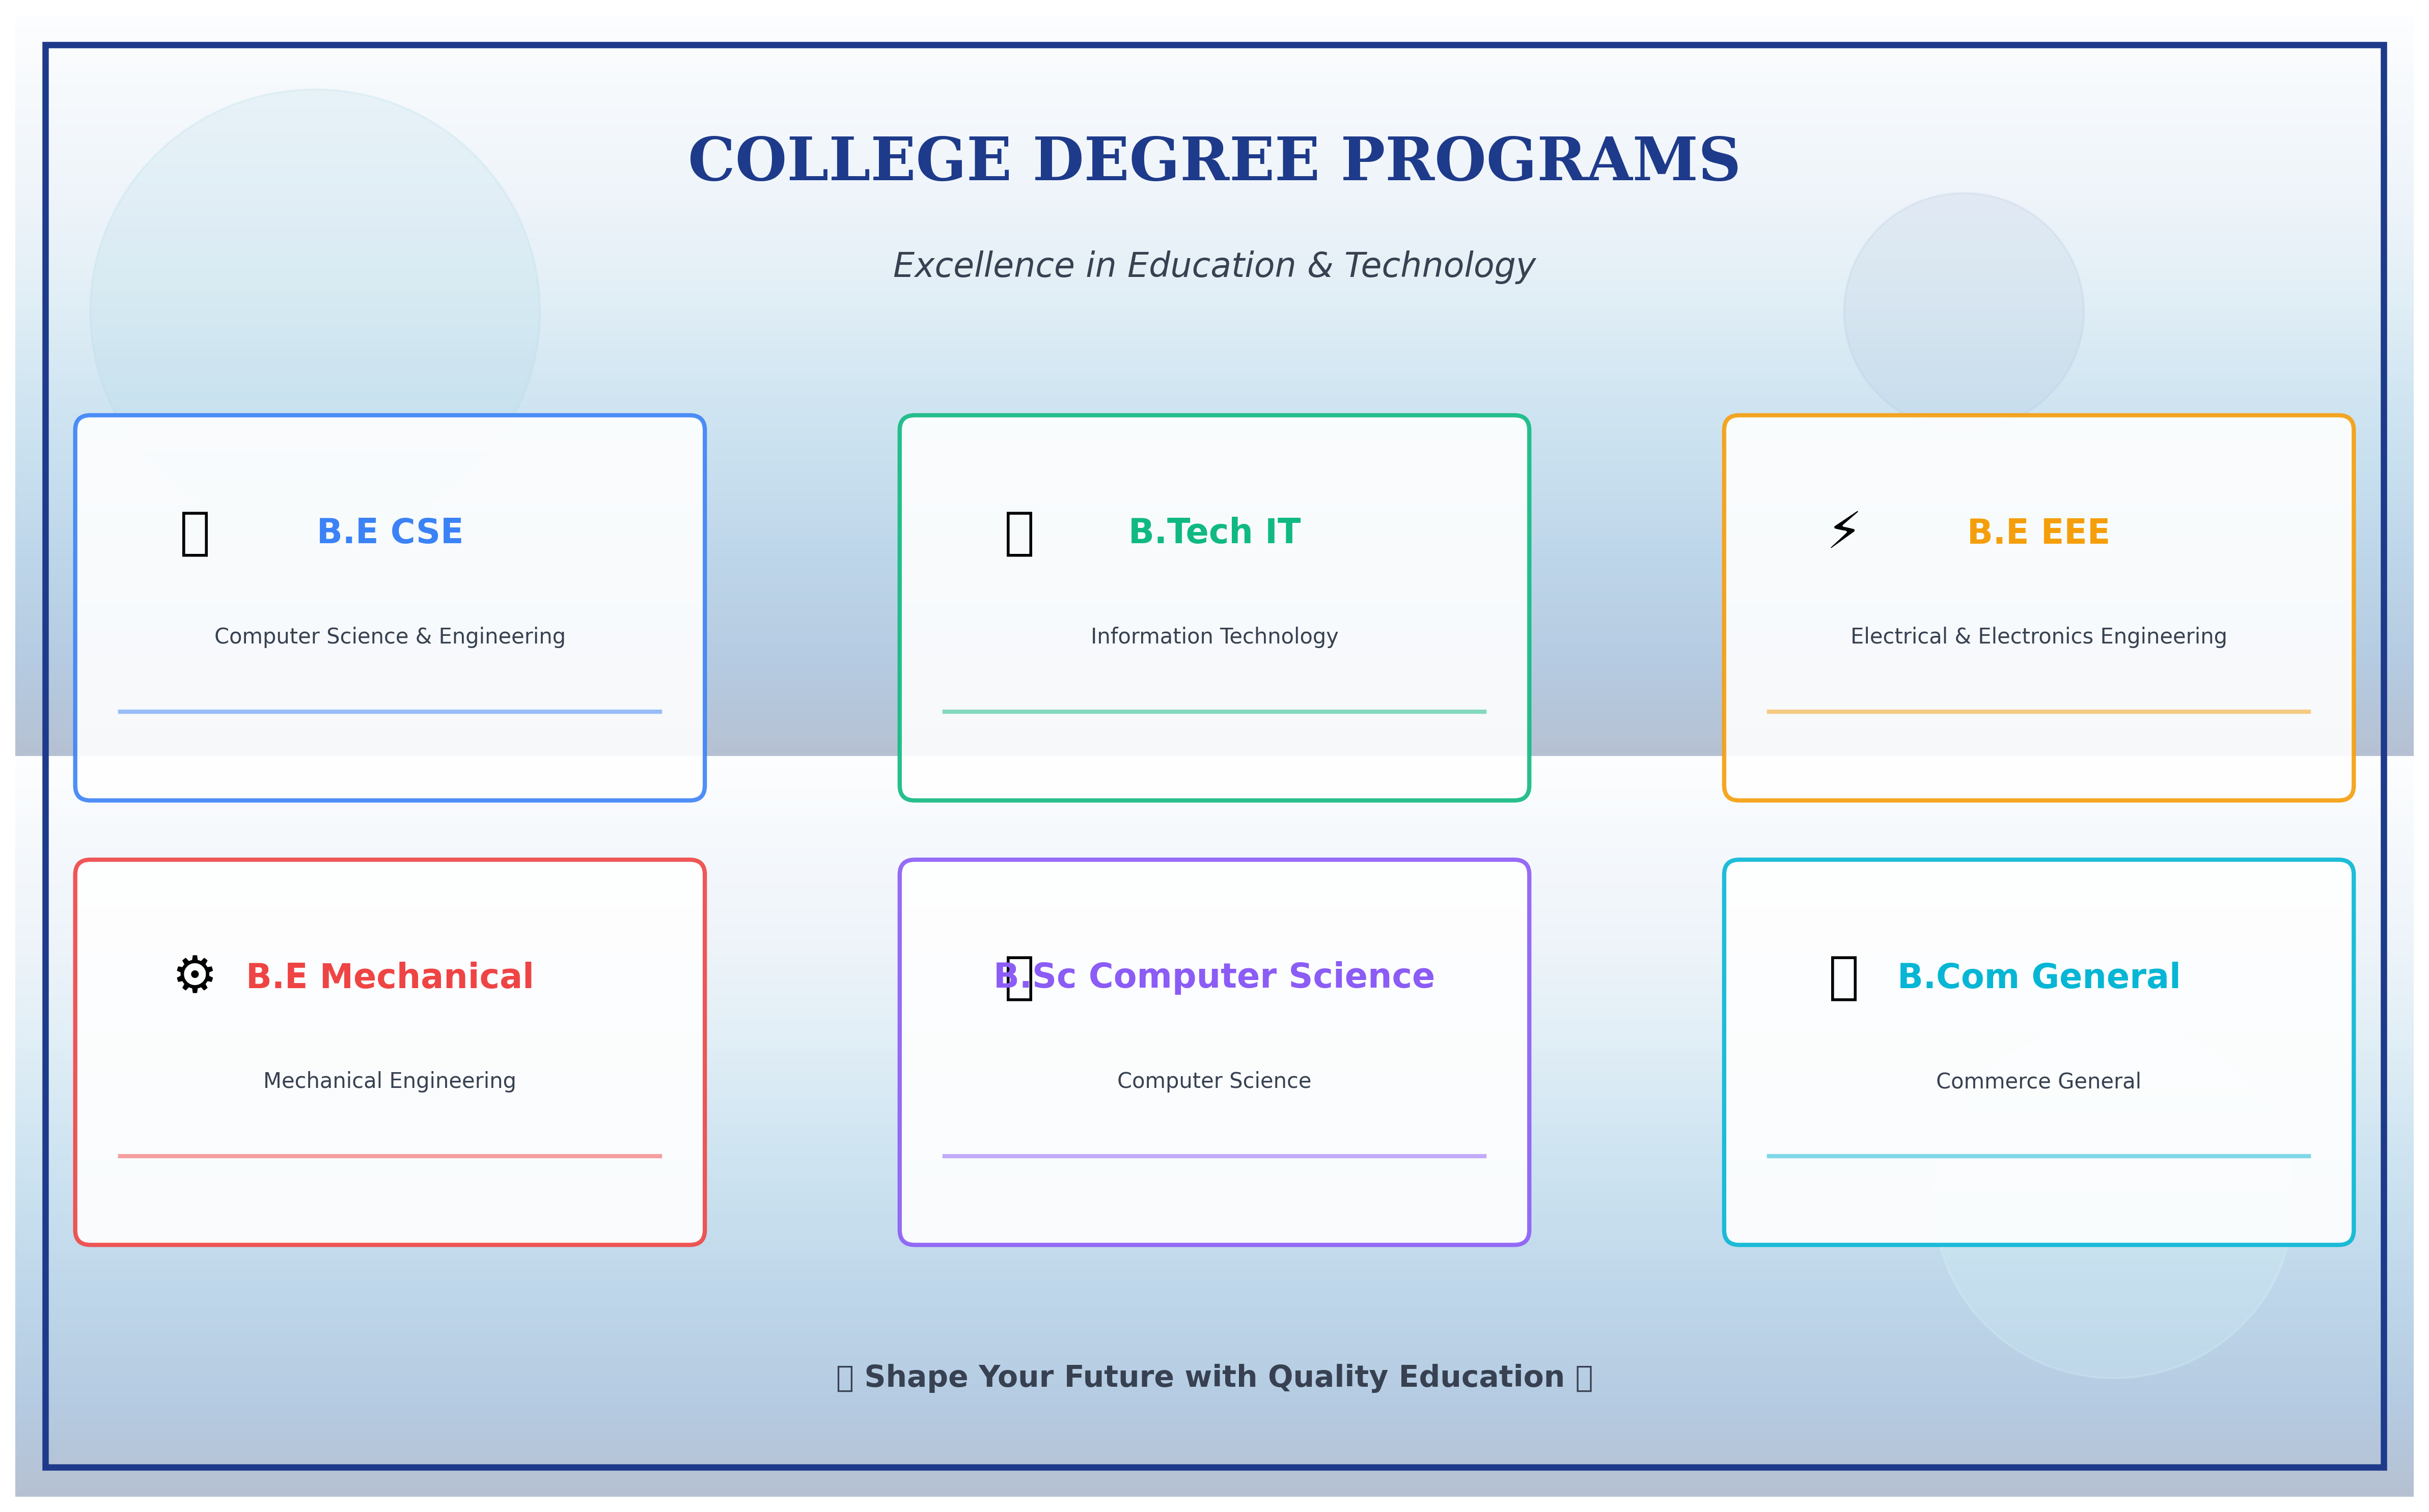 COLLEGE DEGREE PROGRAMS
Excellence in Education & Technology
B.E CSE
Computer Science & Engineering
B.Tech IT
Information Technology
⚡ B.E EEE
Electrical & Electronics Engineering
⚙ B.E Mechanical
Mechanical Engineering
B.Sc Computer Science
Computer Science
B.Com General
Commerce General
Shape Your Future with Quality Education